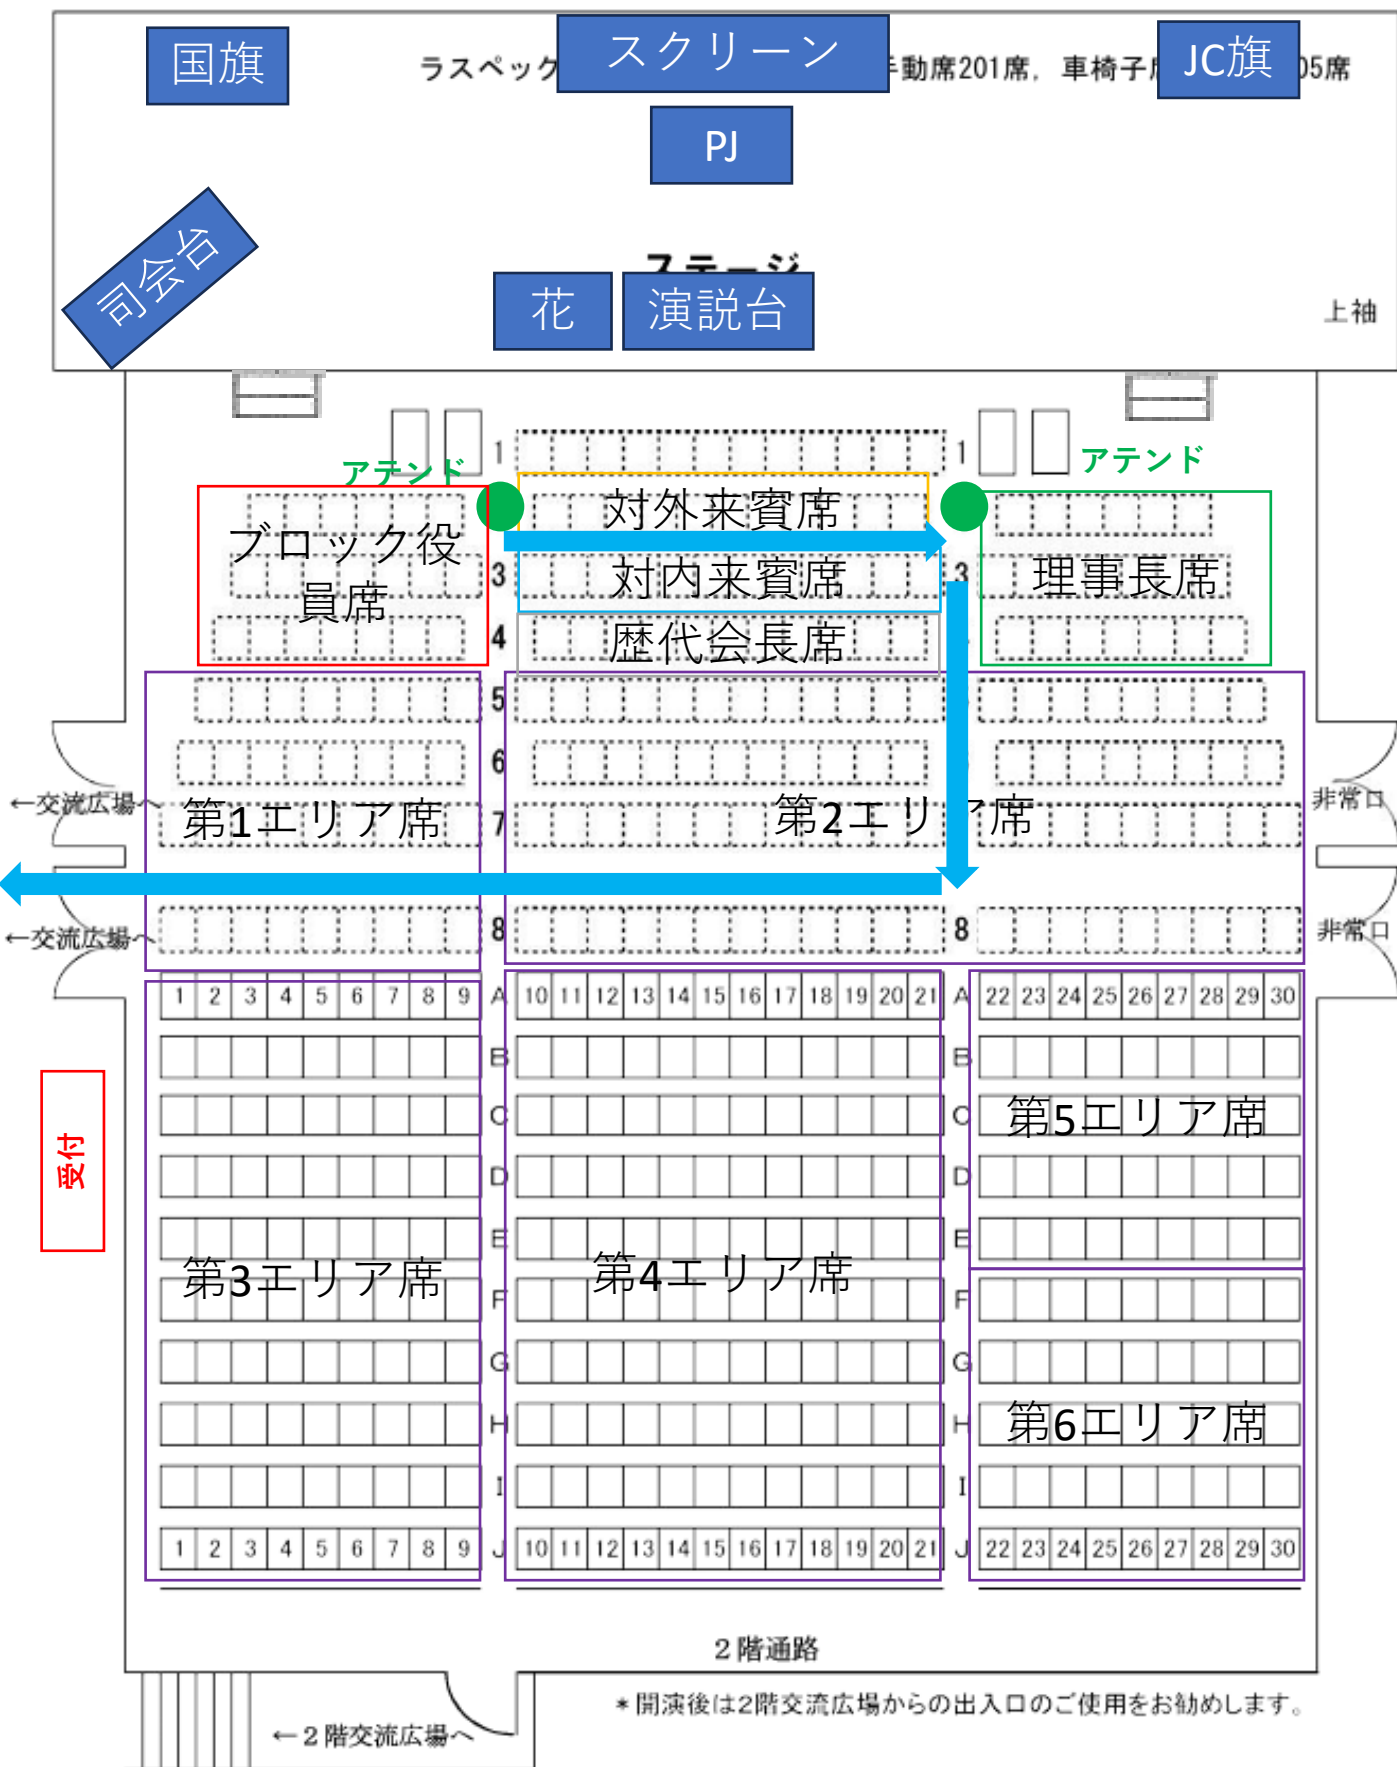 国旗
スクリーン
JC旗
ラスペック
手動席201席, 車椅子
05席
PJ
司会台
ステージ
花
演説台
上袖
1
1
アテンド
アテンド
対外来賓席
ブロック役
員席
3
対内来賓席
3
理事長席
4
歴代会長席
5
6
←交流広場へ
第1エリア席
7
第2エリア席
非常口
←交流広場へ
8
8
非常口
1 2 3 4 5 6 7 8 9 A 10 11 12 13 14 15 16 17 18 19 20 21 A 22 23 24 25 26 27 28 29 30
B B
C C
第5エリア席
受付
D D
E E
第3エリア席
第4エリア席
F F
G G
H H
第6エリア席
I I
1 2 3 4 5 6 7 8 9 J 10 11 12 13 14 15 16 17 18 19 20 21 J 22 23 24 25 26 27 28 29 30
2階通路
*開演後は2階交流広場からの出入口のご使用をお勧めします。
←2階交流広場へ